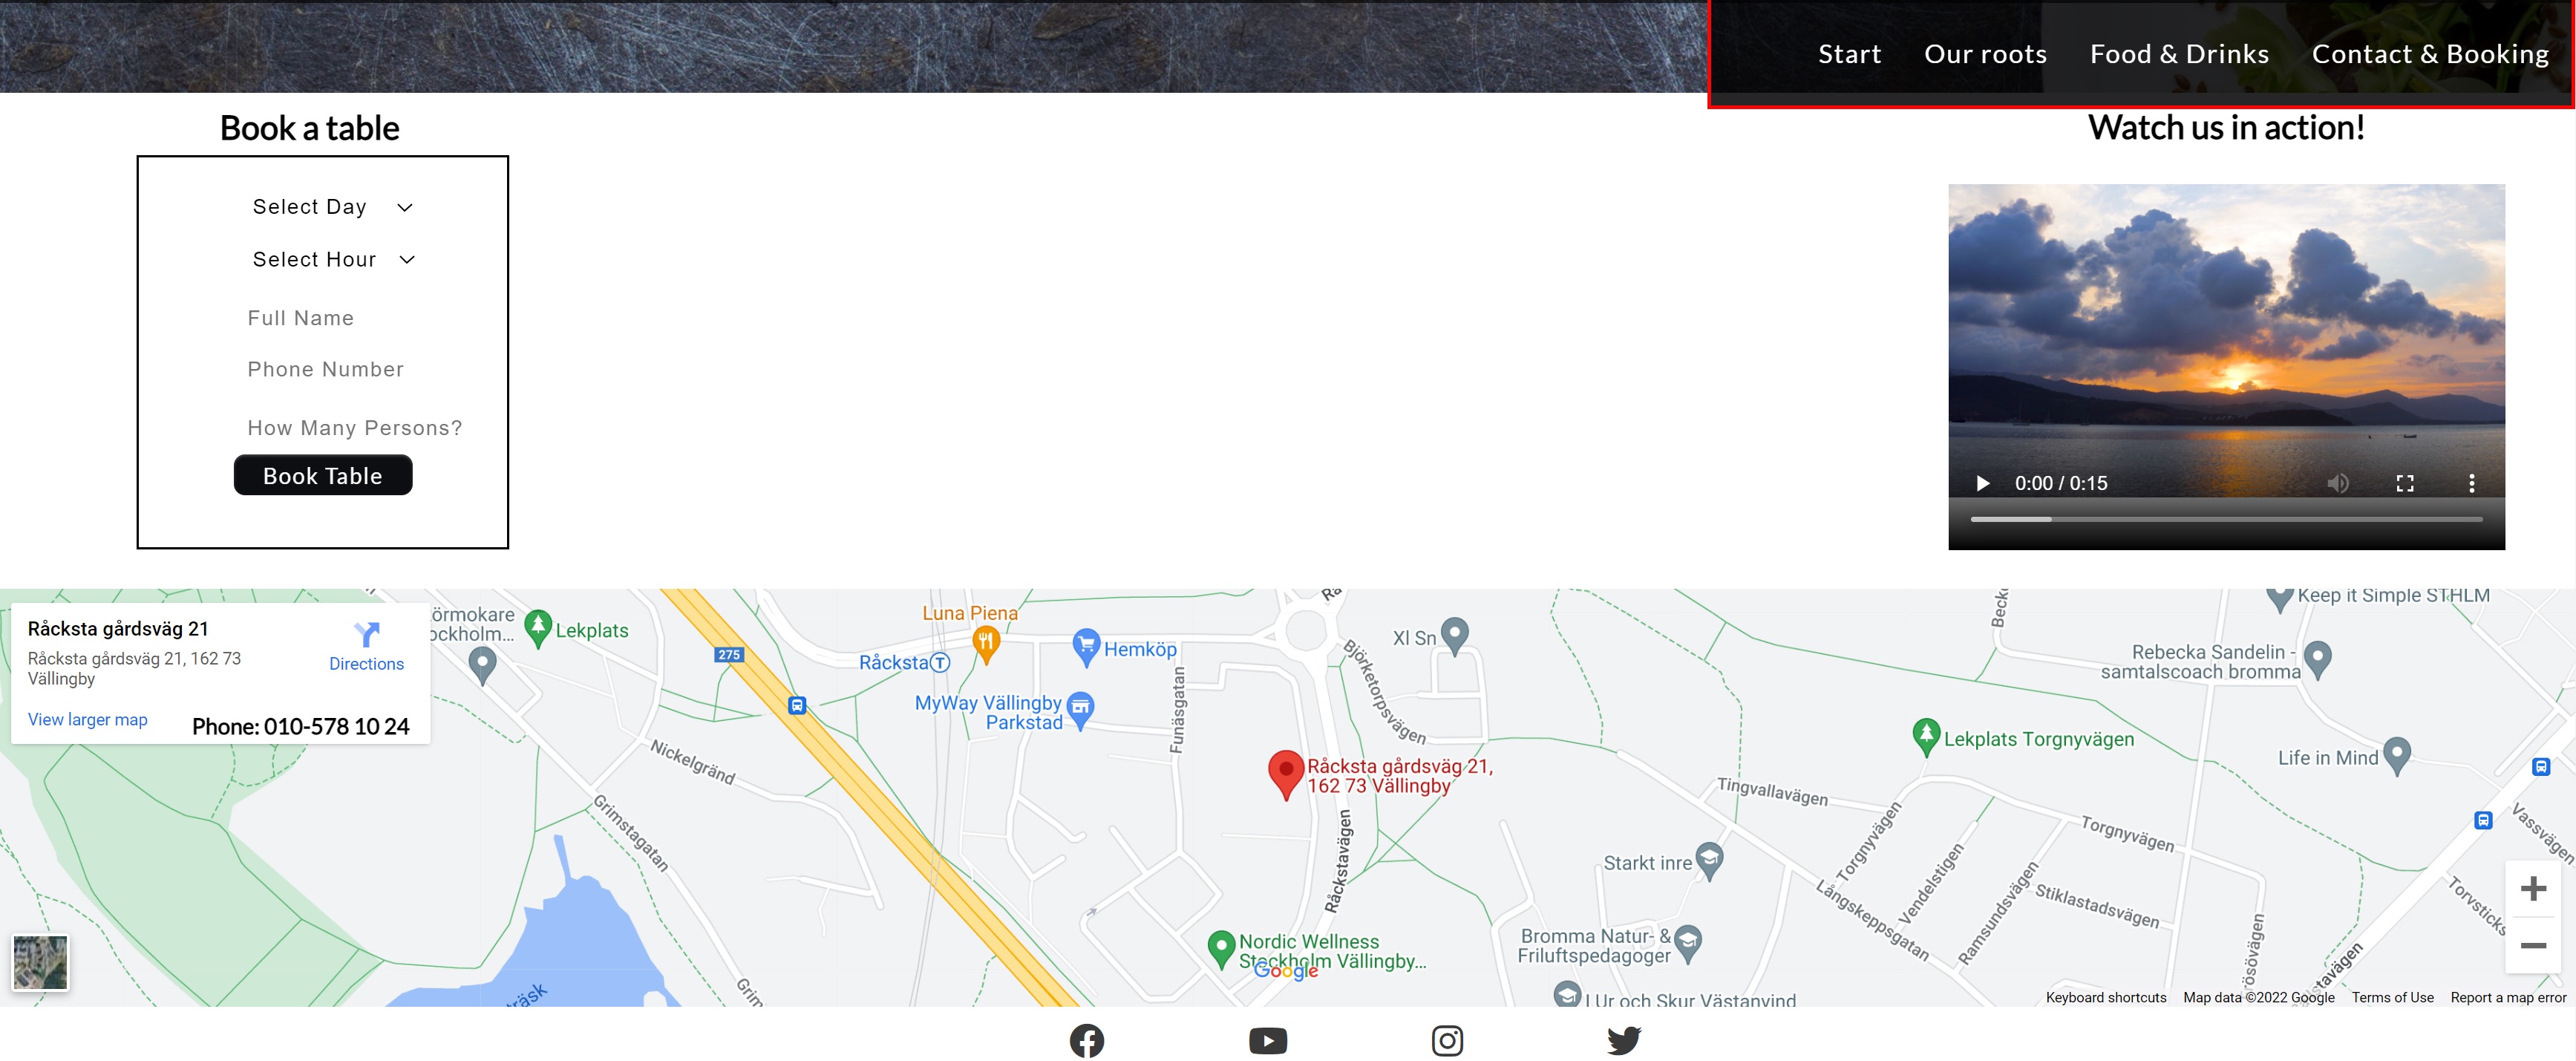 Start Our roots Food & Drinks Contact & Booking
Book a table
Select Day
Select Hour
Full Name
Phone Number
How Many Persons?
Book Table
Watch us in action!
0:00 / 0:15
Råcksta gårdsväg 21
Råcksta gårdsväg 21, 162 73
Vällingby
Directions
View larger map
Phone: 010-578 10 24
örmokare
ockholm...
Lekplats
275
Luna Piena
Råcksta
T
Hemköp
MyWay Vällingby
Parkstad
Funäsgatan
Björketorpsvägen
Xl Sn
Råcksta gårdsväg 21,
162 73 Vällingby
Råckstavägen
Nickelgränd
Grimstagatan
Grim
träsk
Nordic Wellness
Stockholm Vällingby...
Google
Keep it Simple STHLM
Becke
Rebecka Sandelin -
samtalscoach bromma
Life in Mind
Lekplats Torgnyvägen
Tingvallavägen
Torgnyvägen
Torgnyvägen
Vendelstigen
Ramsundsvägen
Stiklastadsvägen
Långskeppsgatan
Starkt inre
Bromma Natur- &
Friluftspedagoger
I Ur och Skur Västanvind
Vassvägen
Torvsticks
Keyboard shortcuts Map data ©2022 Google Terms of Use Report a map error